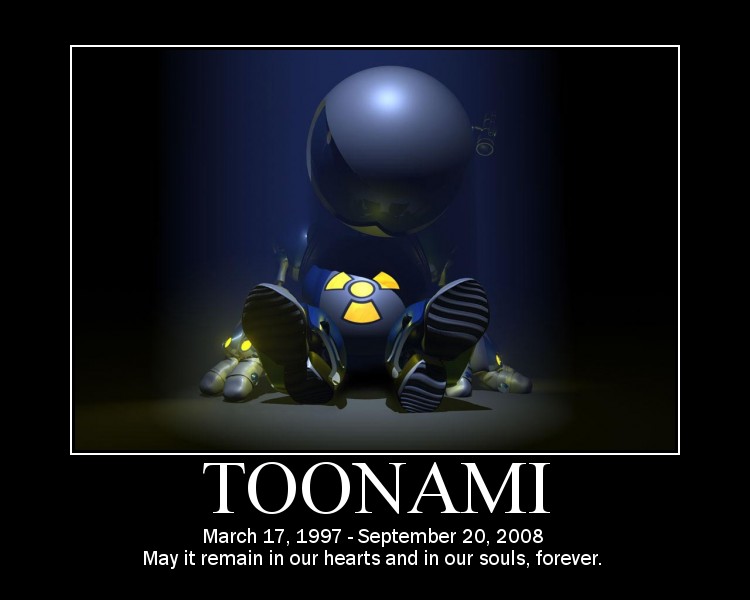 TOONAMI
March 17, 1997 - September 20, 2008
May it remain in our hearts and in our souls, forever.